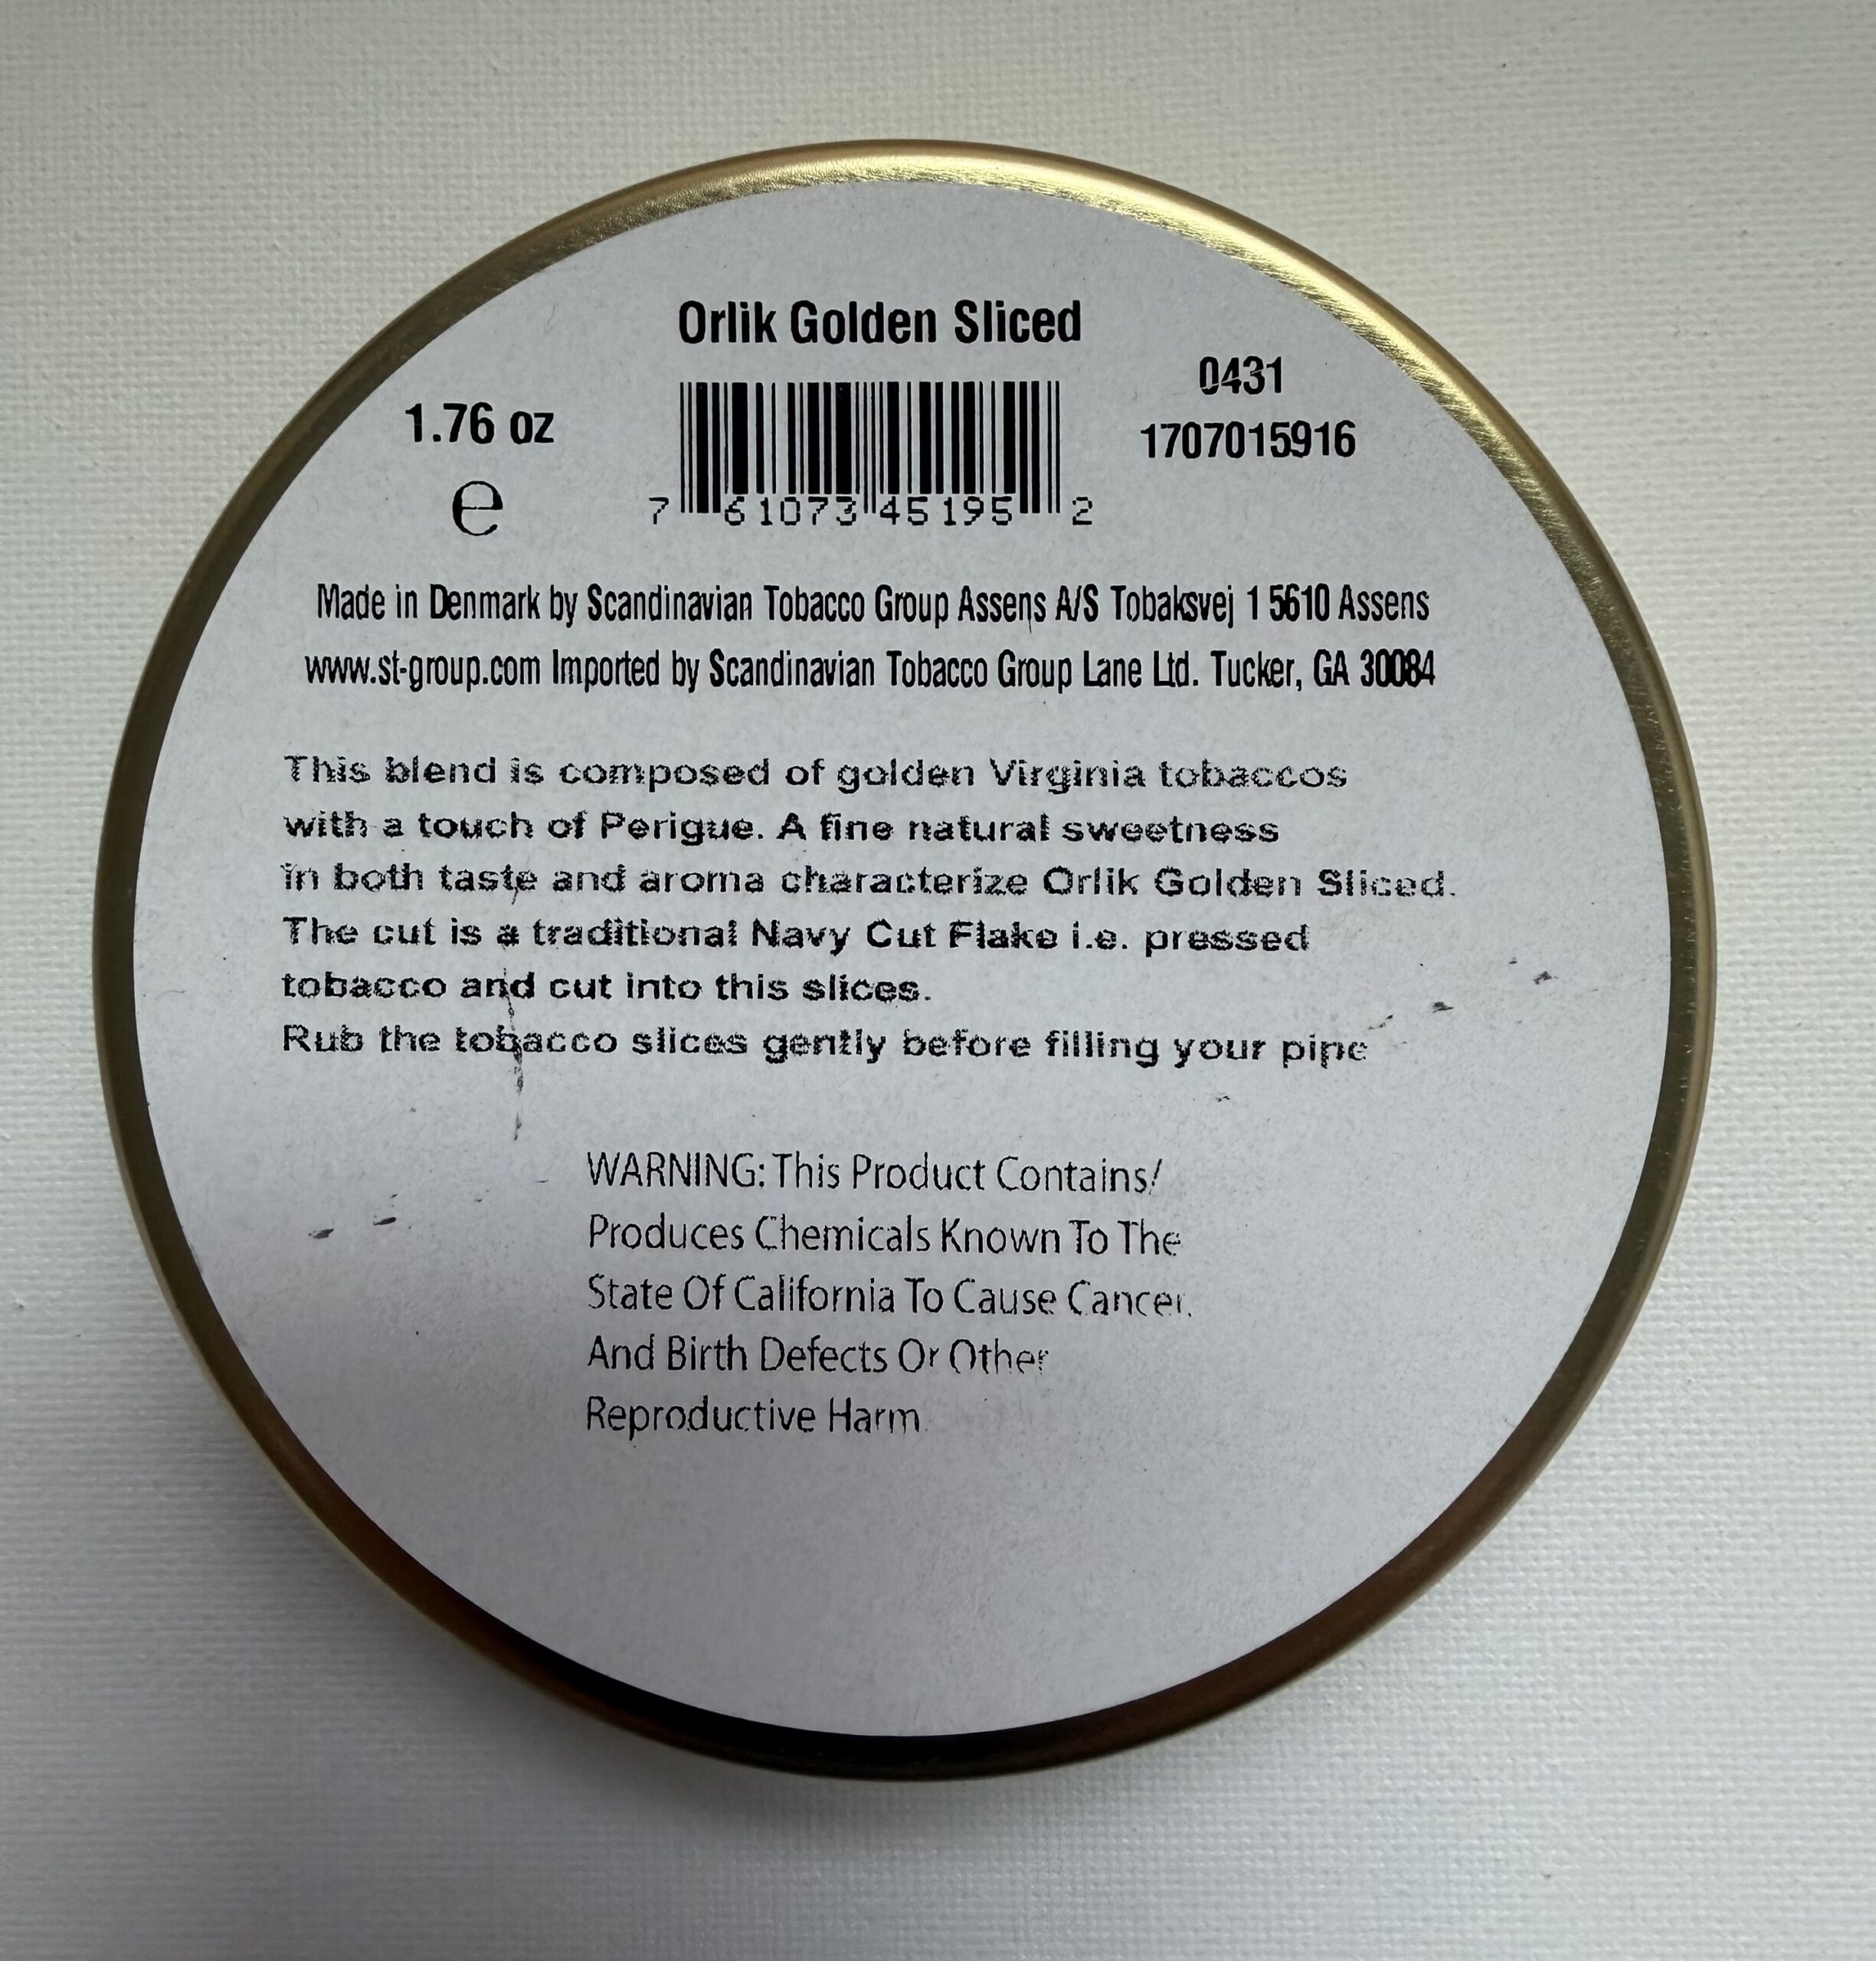 Orlik Golden Sliced
0431
1.76 oz
1707015916
e
7 61073 45195 2
Made in Denmark by Scandinavian Tobacco Group Assens A/S Tobaksvej 1 5610 Assens
www.st-group.com Imported by Scandinavian Tobacco Group Lane Ltd. Tucker, GA 30084
This blend is composed of golden Virginia tobaccos
with a touch of Perigue. A fine natural sweetness
in both taste and aroma characterize Orlik Golden Sliced.
The cut is a traditional Navy Cut Flake i.e. pressed
tobacco and cut into this slices.
Rub the tobacco slices gently before filling your pipe
WARNING: This Product Contains/
Produces Chemicals Known To The
State Of California To Cause Cancer,
And Birth Defects Or Other
Reproductive Harm.